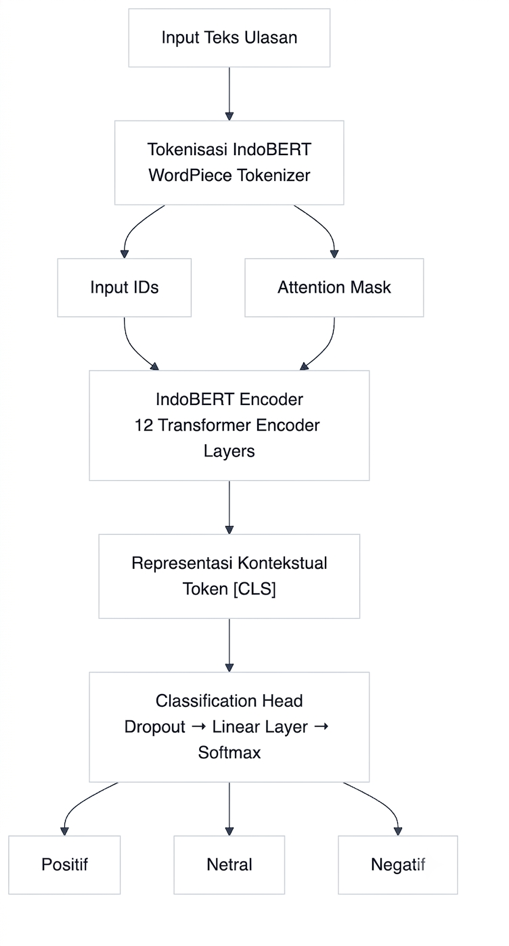 Input Teks Ulasan
Tokenisasi IndoBERT
WordPiece Tokenizer
Input IDs
Attention Mask
IndoBERT Encoder
12 Transformer Encoder
Layers
Representasi Kontekstual
Token [CLS]
Classification Head
Dropout → Linear Layer →
Softmax
Positif
Netral
Negatif